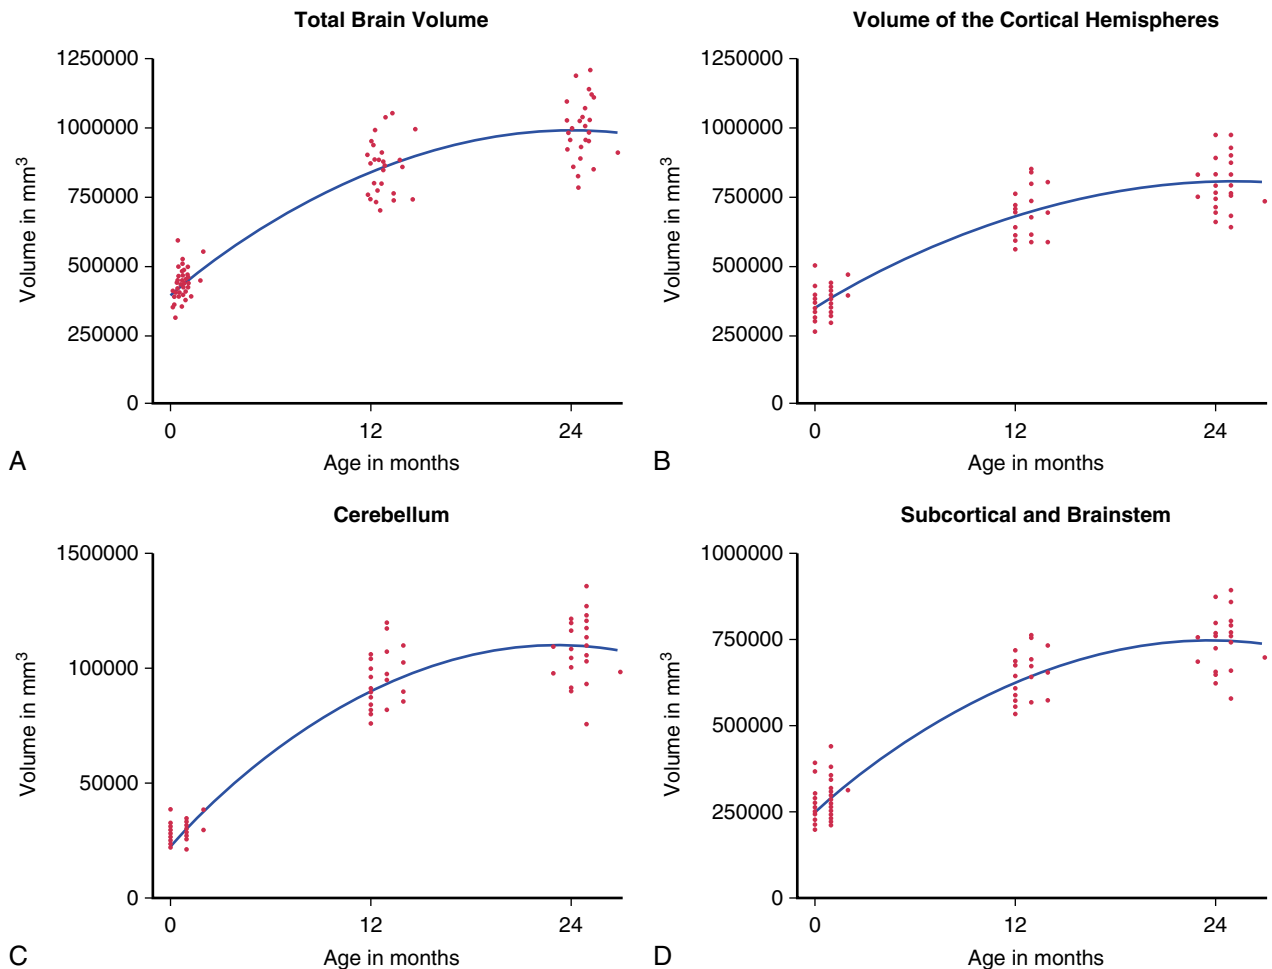 Total Brain Volume
1250000
1000000
750000
500000
250000
0
Volume in mm³
0 12 24
Age in months
A
Volume of the Cortical Hemispheres
1250000
1000000
750000
500000
250000
0
Volume in mm³
0 12 24
Age in months
B
Cerebellum
1500000
100000
50000
0
Volume in mm³
0 12 24
Age in months
C
Subcortical and Brainstem
1000000
750000
500000
250000
0
Volume in mm³
0 12 24
Age in months
D